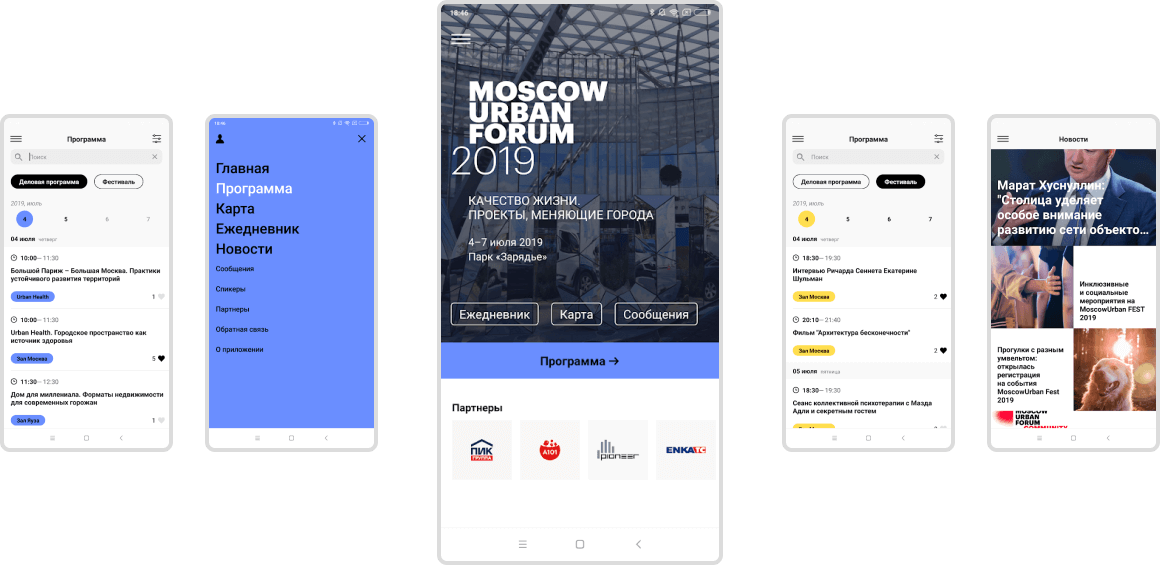 Программа
Поиск
Деловая программа
Фестиваль
2019, июль
4
5
6
7
04 июля четверг
10:00—11:30
Большой Париж – Большая Москва. Практики
устойчивого развития территорий
Urban Health
1
10:00—11:30
Urban Health. Городское пространство как
источник здоровья
Зал Москва
5
11:30—12:30
Дом для миллениала. Форматы недвижимости
для современных горожан
Зал Яуза
1
18:46
Главная
Программа
Карта
Ежедневник
Новости
Сообщения
Спикеры
Партнеры
Обратная связь
О приложении
18:46
MOSCOW
URBAN
FORUM
2019
КАЧЕСТВО ЖИЗНИ.
ПРОЕКТЫ, МЕНЯЮЩИЕ ГОРОДА
4–7 июля 2019
Парк «Зарядье»
Ежедневник
Карта
Сообщения
Программа →
Партнеры
ПИК
ГРУППА
А101
pioneer
ENKA TC
Программа
Поиск
Деловая программа
Фестиваль
2019, июль
4
5
6
7
04 июля четверг
18:30—19:30
Интервью Ричарда Сеннета Екатерине
Шульман
Зал Москва
2
20:10—21:40
Фильм "Архитектура бесконечности"
Зал Москва
2
05 июля пятница
18:30—19:30
Сеанс коллективной психотерапии с Мазда
Адли и секретным гостем
Новости
Марат Хуснуллин:
"Столица уделяет
особое внимание
развитию сети объекто...
Инклюзивные
и социальные
мероприятия на
MoscowUrban FEST
2019
Прогулки с разным
умвельтом:
открылась
регистрация
на события
MoscowUrban Fest
2019
MOSCOW
URBAN
FORUM
COMMUNITY